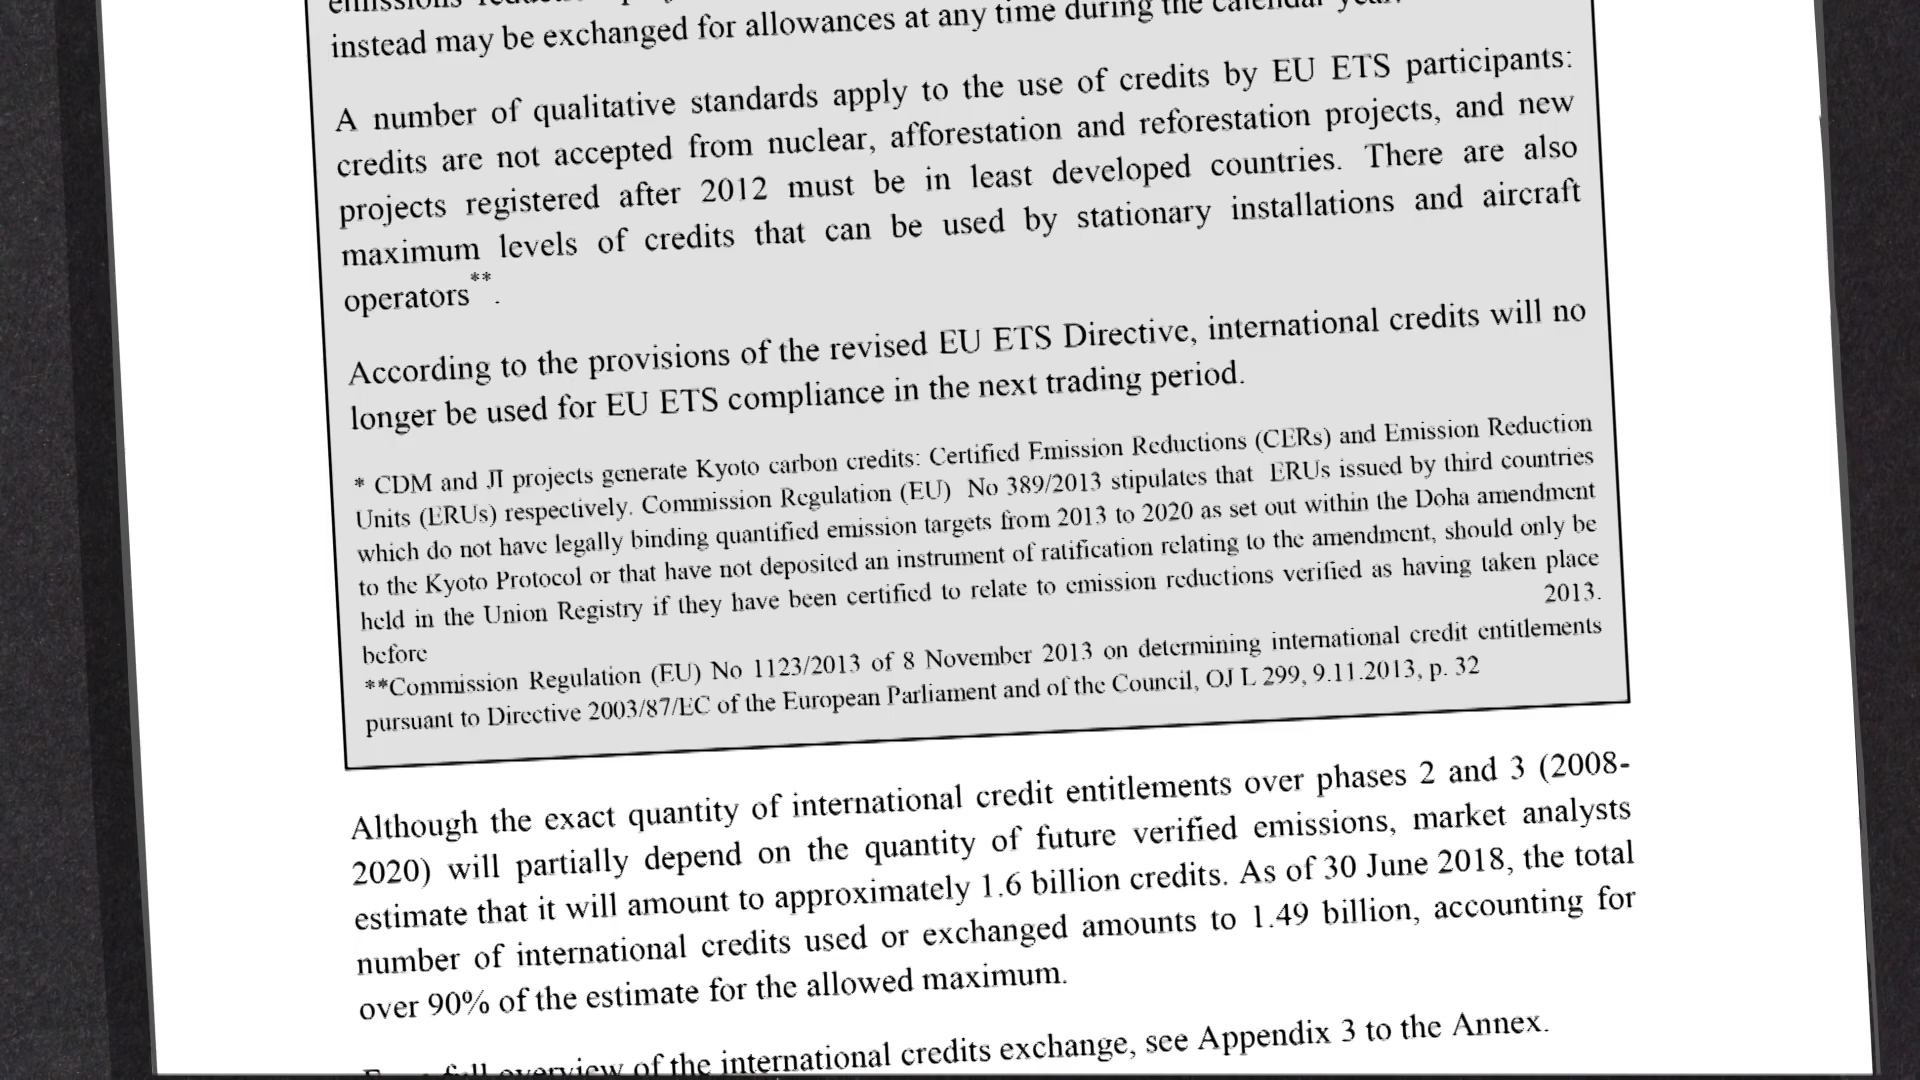 instead may be exchanged for allowances at any time during the calendar year.
A number of qualitative standards apply to the use of credits by EU ETS participants:
credits are not accepted from nuclear, afforestation and reforestation projects, and new
projects registered after 2012 must be in least developed countries. There are also
maximum levels of credits that can be used by stationary installations and aircraft
operators**.
According to the provisions of the revised EU ETS Directive, international credits will no
longer be used for EU ETS compliance in the next trading period.
* CDM and JI projects generate Kyoto carbon credits: Certified Emission Reductions (CERs) and Emission Reduction
Units (ERUs) respectively. Commission Regulation (EU) No 389/2013 stipulates that ERUs issued by third countries
which do not have legally binding quantified emission targets from 2013 to 2020 as set out within the Doha amendment
to the Kyoto Protocol or that have not deposited an instrument of ratification relating to the amendment, should only be
held in the Union Registry if they have been certified to relate to emission reductions verified as having taken place
before 2013.
**Commission Regulation (EU) No 1123/2013 of 8 November 2013 on determining international credit entitlements
pursuant to Directive 2003/87/EC of the European Parliament and of the Council, OJ L 299, 9.11.2013, p. 32
Although the exact quantity of international credit entitlements over phases 2 and 3 (2008-
2020) will partially depend on the quantity of future verified emissions, market analysts
estimate that it will amount to approximately 1.6 billion credits. As of 30 June 2018, the total
number of international credits used or exchanged amounts to 1.49 billion, accounting for
over 90% of the estimate for the allowed maximum.
full overview of the international credits exchange, see Appendix 3 to the Annex.